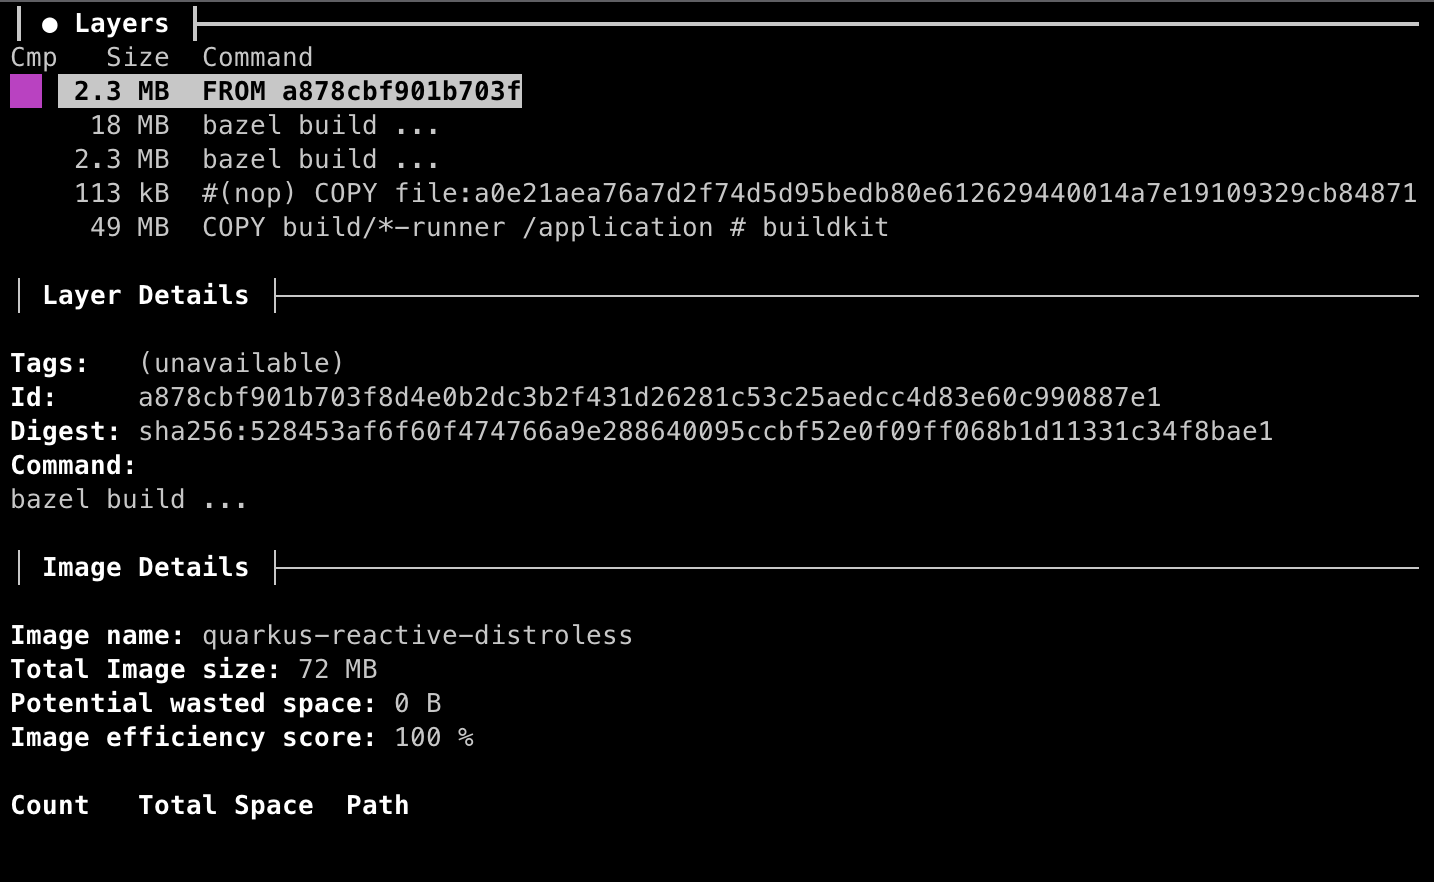 ● Layers
Cmp Size Command
2.3 MB FROM a878cbf901b703f
18 MB bazel build ...
2.3 MB bazel build ...
113 kB #(nop) COPY file:a0e21aea76a7d2f74d5d95bedb80e612629440014a7e19109329cb84871
49 MB COPY build/*-runner /application # buildkit
Layer Details
Tags: (unavailable)
Id: a878cbf901b703f8d4e0b2dc3b2f431d26281c53c25aedcc4d83e60c990887e1
Digest: sha256:528453af6f60f474766a9e288640095ccbf52e0f09ff068b1d11331c34f8bae1
Command:
bazel build ...
Image Details
Image name: quarkus-reactive-distroless
Total Image size: 72 MB
Potential wasted space: 0 B
Image efficiency score: 100 %
Count Total Space Path